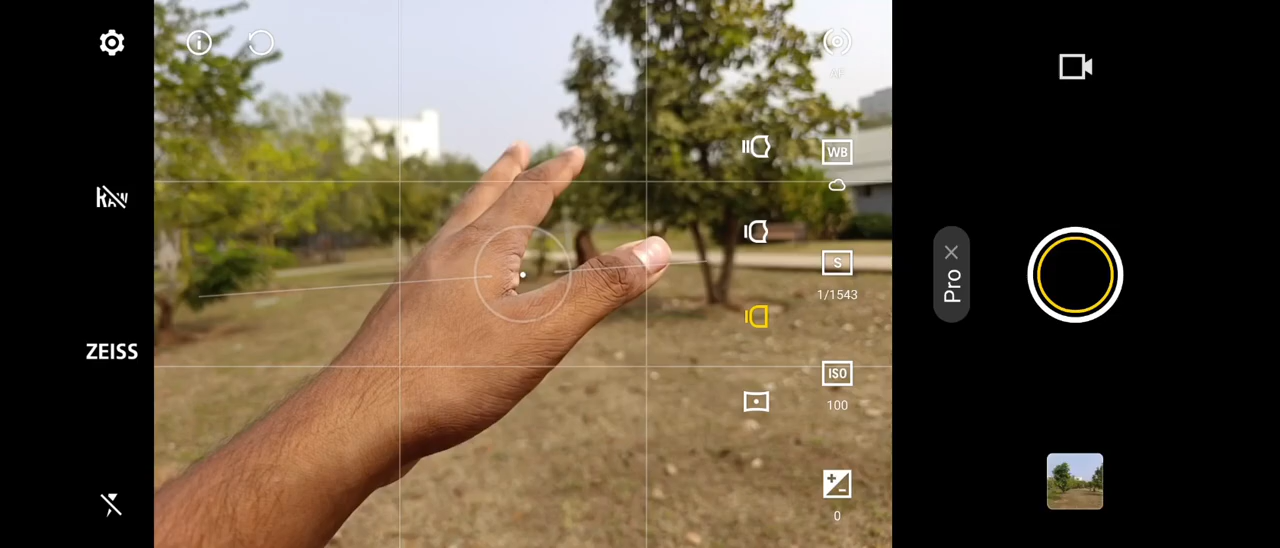 RAW
ZEISS
AF
WB
S
1/1543
ISO
100
0
Pro ×